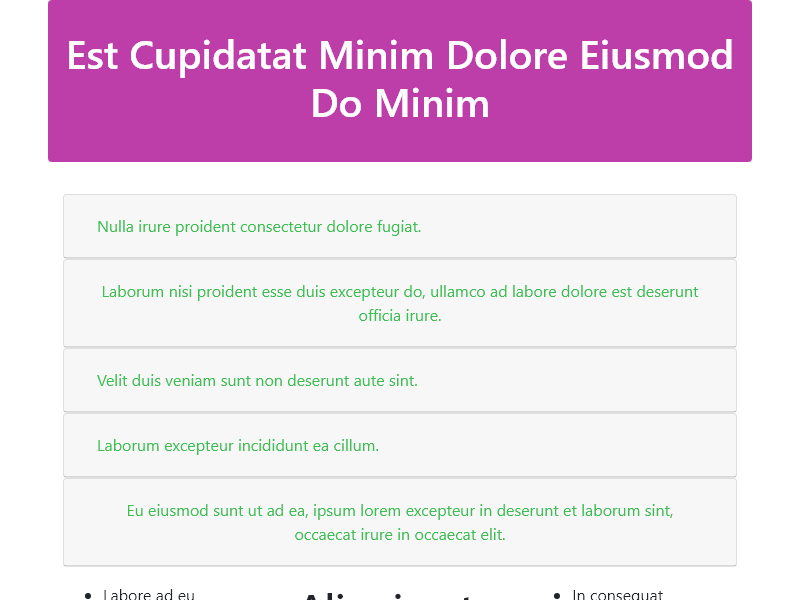 Est Cupidatat Minim Dolore Eiusmod
Do Minim
Nulla irure proident consectetur dolore fugiat.
Laborum nisi proident esse duis excepteur do, ullamco ad labore dolore est deserunt
officia irure.
Velit duis veniam sunt non deserunt aute sint.
Laborum excepteur incididunt ea cillum.
Eu eiusmod sunt ut ad ea, ipsum lorem excepteur in deserunt et laborum sint,
occaecat irure in occaecat elit.
Labore ad eu
In consequat